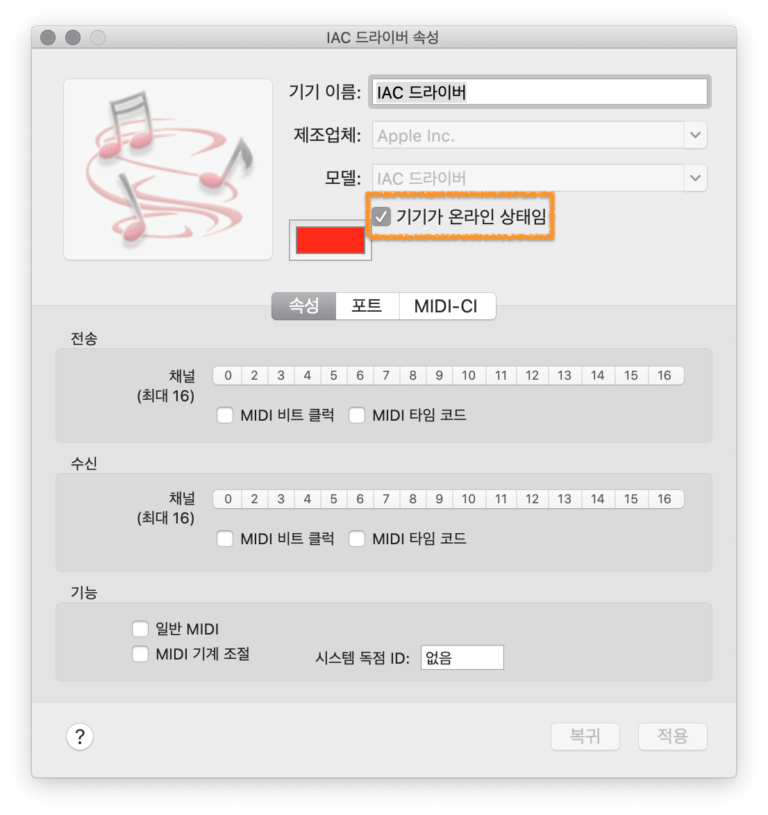 IAC 드라이버 속성
기기 이름: IAC 드라이버
제조업체: Apple Inc.
모델: IAC 드라이버
기기가 온라인 상태임
속성 포트 MIDI-CI
전송
채널 0 2 3 4 5 6 7 8 9 10 11 12 13 14 15 16
(최대 16)
MIDI 비트 클럭 MIDI 타임 코드
수신
채널 0 2 3 4 5 6 7 8 9 10 11 12 13 14 15 16
(최대 16)
MIDI 비트 클럭 MIDI 타임 코드
기능
일반 MIDI
MIDI 기계 조절 시스템 독점 ID: 없음
? 복귀 적용